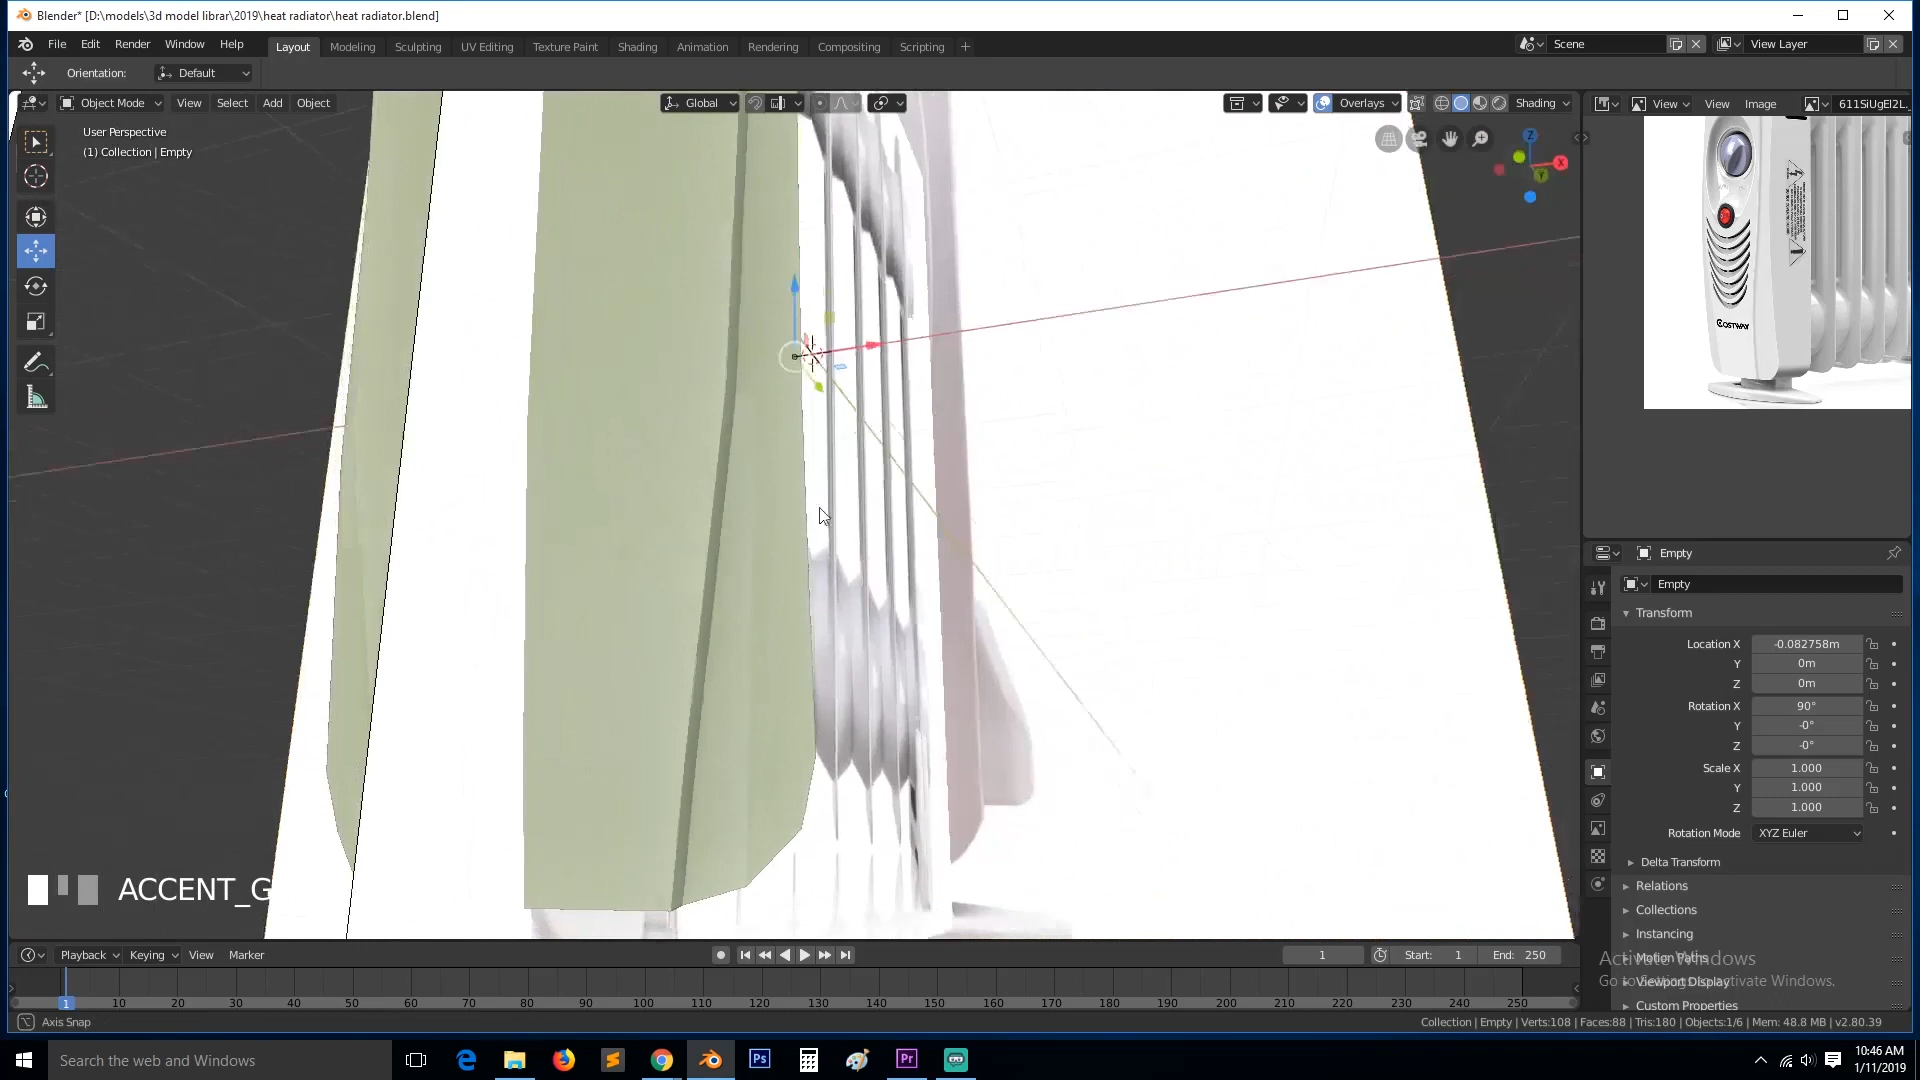 Blender* [D:\models\3d model librar\2019\heat radiator\heat radiator.blend]
File Edit Render Window Help
Layout Modeling Sculpting UV Editing Texture Paint Shading Animation Rendering Compositing Scripting
Scene
View Layer
Orientation: Default
Object Mode View Select Add Object
Global
Overlays
Shading
View View Image 611SiUgEl2L.
User Perspective
(1) Collection | Empty
Z
X
Y
COSTWAY
Empty
Empty
Transform
Location X -0.082758m
Y 0m
Z 0m
Rotation X 90°
Y -0°
Z -0°
Scale X 1.000
Y 1.000
Z 1.000
Rotation Mode XYZ Euler
Delta Transform
Relations
Collections
Instancing
Motion Paths
Viewport Display
Custom Properties
Activate Windows
Go to Settings to activate Windows.
ACCENT_G
Playback Keying View Marker
1 Start: 1 End: 250
1 10 20 30 40 50 60 70 80 90 100 110 120 130 140 150 160 170 180 190 200 210 220 230 240 250
Axis Snap
Collection | Empty | Verts:108 | Faces:88 | Tris:180 | Objects:1/6 | Mem: 48.8 MB | v2.80.39
Search the web and Windows
Ps
Pr
10:46 AM
1/11/2019